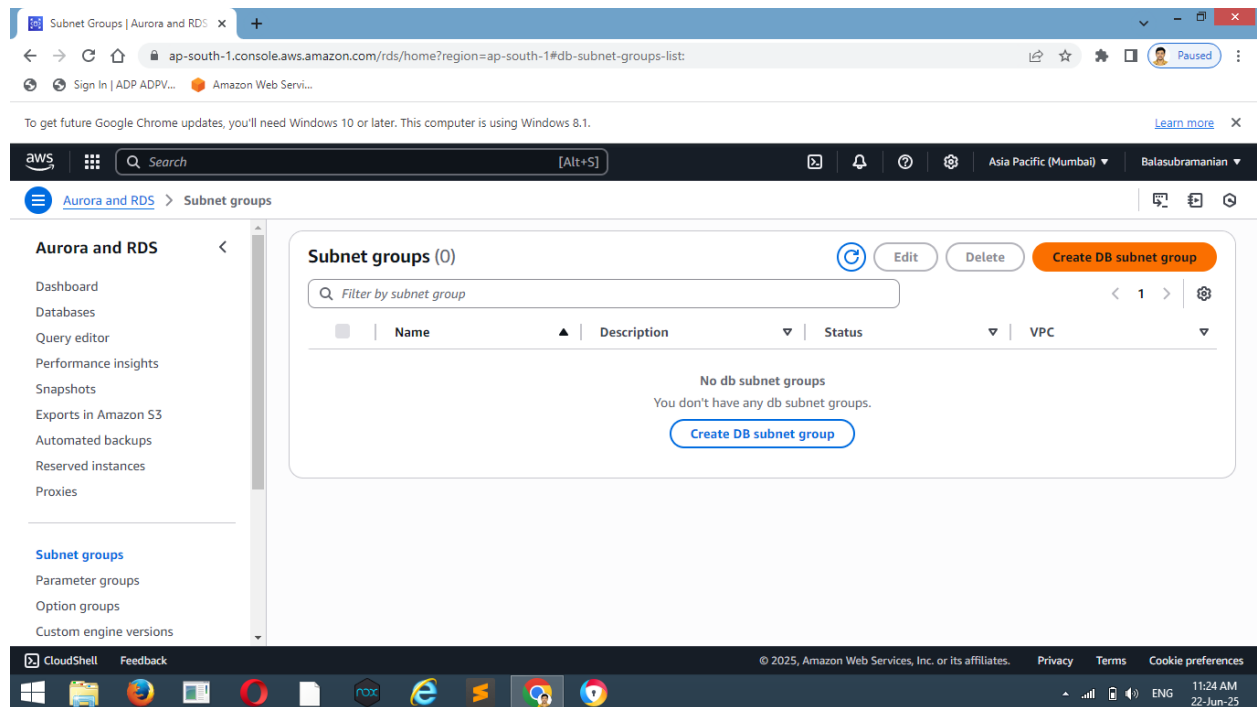 Subnet Groups | Aurora and RDS
ap-south-1.console.aws.amazon.com/rds/home?region=ap-south-1#db-subnet-groups-list:
Paused
Sign In | ADP ADPV... Amazon Web Servi...
To get future Google Chrome updates, you'll need Windows 10 or later. This computer is using Windows 8.1. Learn more
aws Search [Alt+S] Asia Pacific (Mumbai) Balasubramanian
Aurora and RDS > Subnet groups
Aurora and RDS
Dashboard
Databases
Query editor
Performance insights
Snapshots
Exports in Amazon S3
Automated backups
Reserved instances
Proxies
Subnet groups
Parameter groups
Option groups
Custom engine versions
Subnet groups (0) Edit Delete Create DB subnet group
Filter by subnet group 1
Name Description Status VPC
No db subnet groups
You don't have any db subnet groups.
Create DB subnet group
CloudShell Feedback © 2025, Amazon Web Services, Inc. or its affiliates. Privacy Terms Cookie preferences
nox ENG 11:24 AM
22-Jun-25